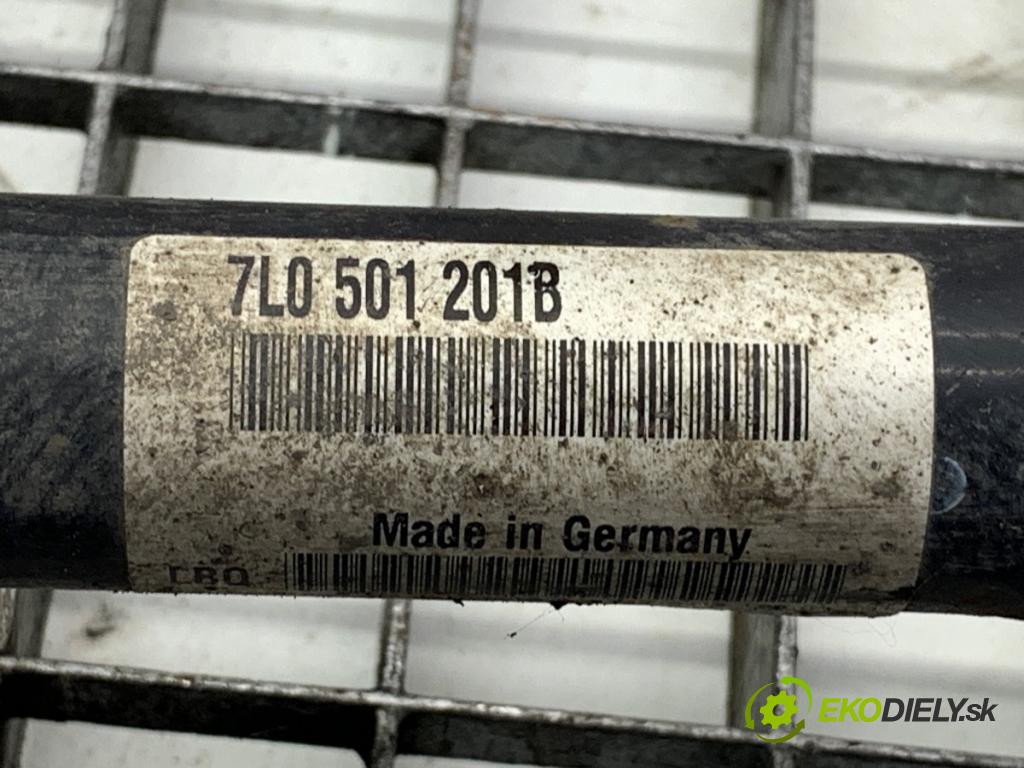 7L0 501 201B
Made in Germany
EKODIELY.sk